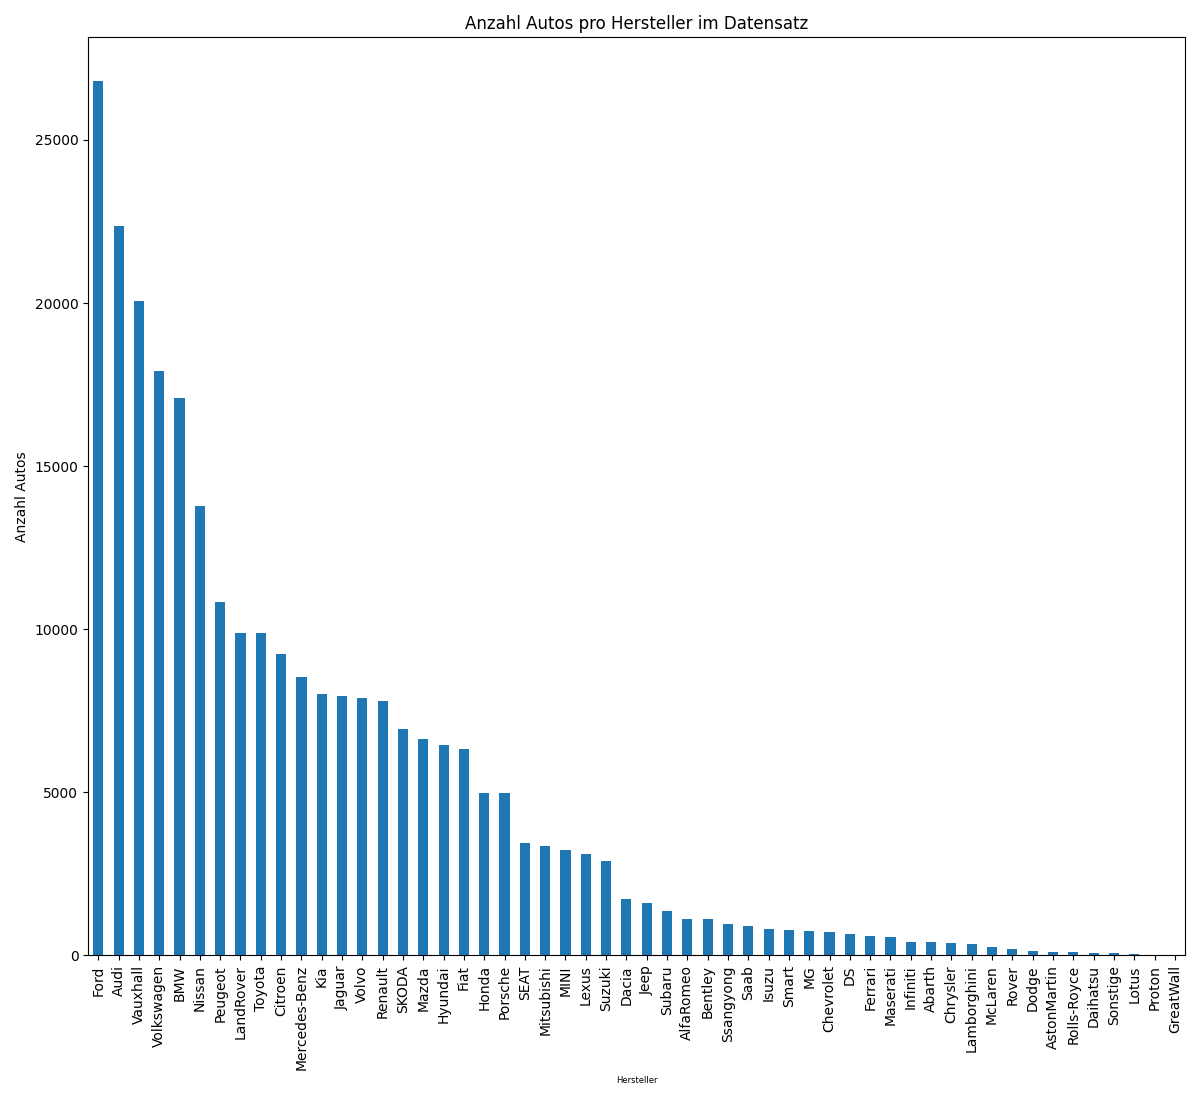 Anzahl Autos pro Hersteller im Datensatz
Anzahl Autos
25000
20000
15000
10000
5000
0
Ford
Audi
Vauxhall
Volkswagen
BMW
Nissan
Peugeot
LandRover
Toyota
Citroen
Mercedes-Benz
Kia
Jaguar
Volvo
Renault
SKODA
Mazda
Hyundai
Fiat
Honda
Porsche
SEAT
Mitsubishi
MINI
Lexus
Suzuki
Dacia
Jeep
Subaru
AlfaRomeo
Bentley
Ssangyong
Saab
Isuzu
Smart
MG
Chevrolet
DS
Ferrari
Maserati
Infiniti
Abarth
Chrysler
Lamborghini
McLaren
Rover
Dodge
AstonMartin
Rolls-Royce
Daihatsu
Sonstige
Lotus
Proton
GreatWall
Hersteller